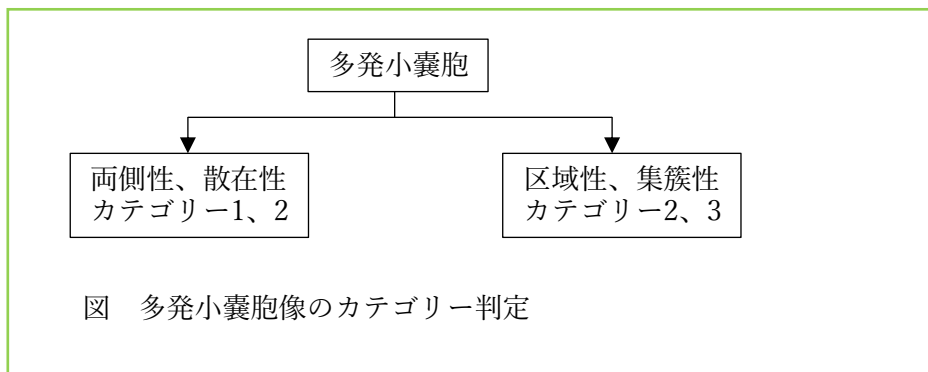 多発小嚢胞
両側性、散在性
カテゴリー1、2
区域性、集簇性
カテゴリー2、3
図　多発小嚢胞像のカテゴリー判定